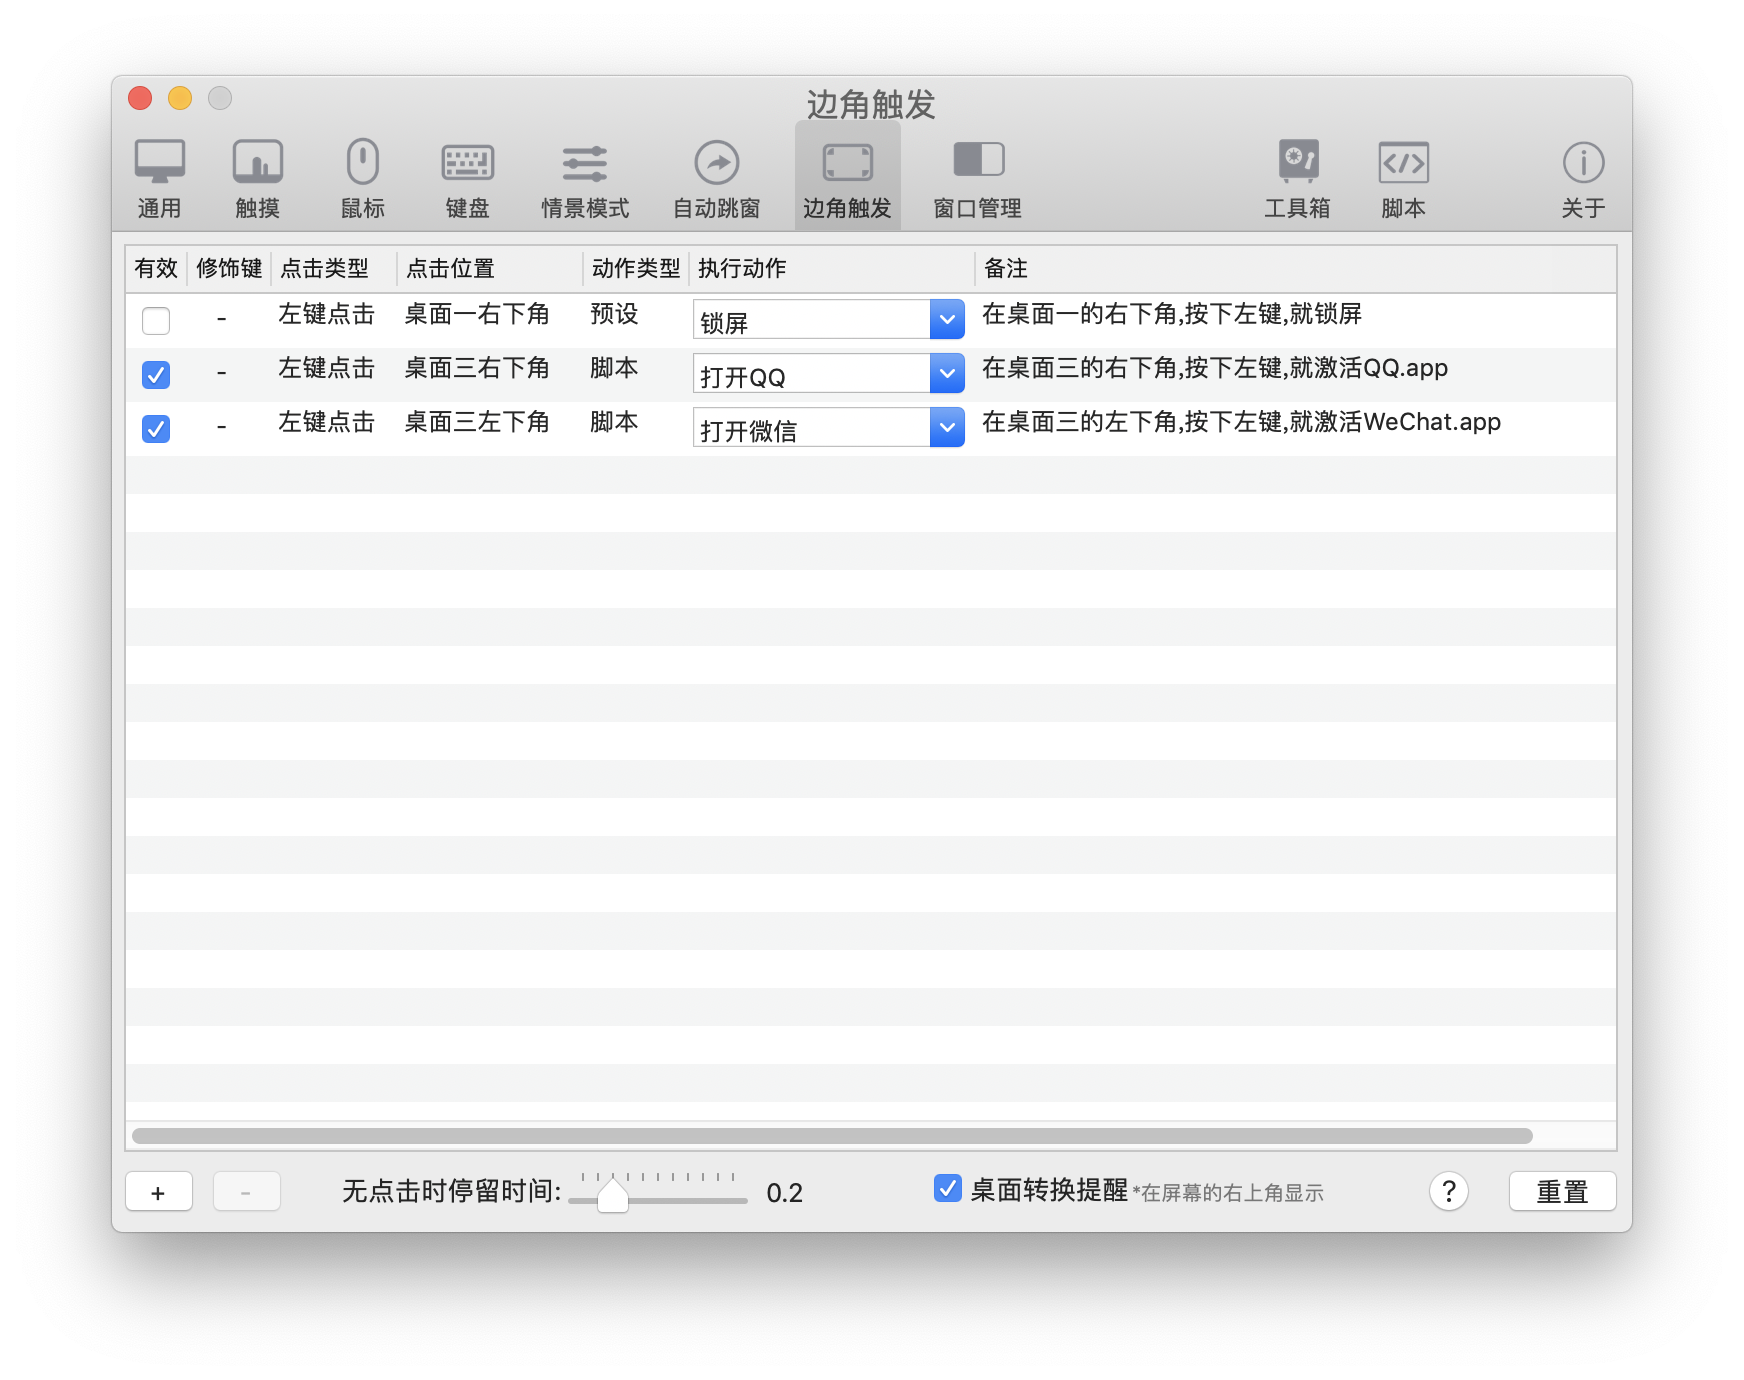 边角触发
通用 触摸 鼠标 键盘 情景模式 自动跳窗 边角触发 窗口管理 工具箱 脚本 关于
有效 修饰键 点击类型 点击位置 动作类型 执行动作 备注
- 左键点击 桌面一右下角 预设 锁屏 在桌面一的右下角,按下左键,就锁屏
- 左键点击 桌面三右下角 脚本 打开QQ 在桌面三的右下角,按下左键,就激活QQ.app
- 左键点击 桌面三左下角 脚本 打开微信 在桌面三的左下角,按下左键,就激活WeChat.app
+ - 无点击时停留时间: 0.2 桌面转换提醒 *在屏幕的右上角显示 ? 重置